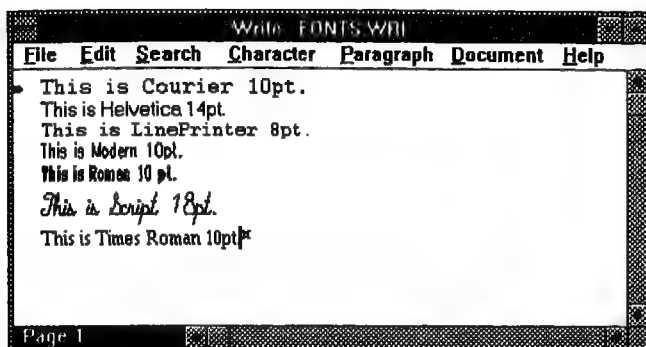 Write FONTS.WRI
File Edit Search Character Paragraph Document Help
This is Courier 10pt.
This is Helvetica 14pt.
This is LinePrinter 8pt.
This is Modern 10pt.
This is Roman 10 pt.
This is Script 18pt.
This is Times Roman 10pt
Page 1